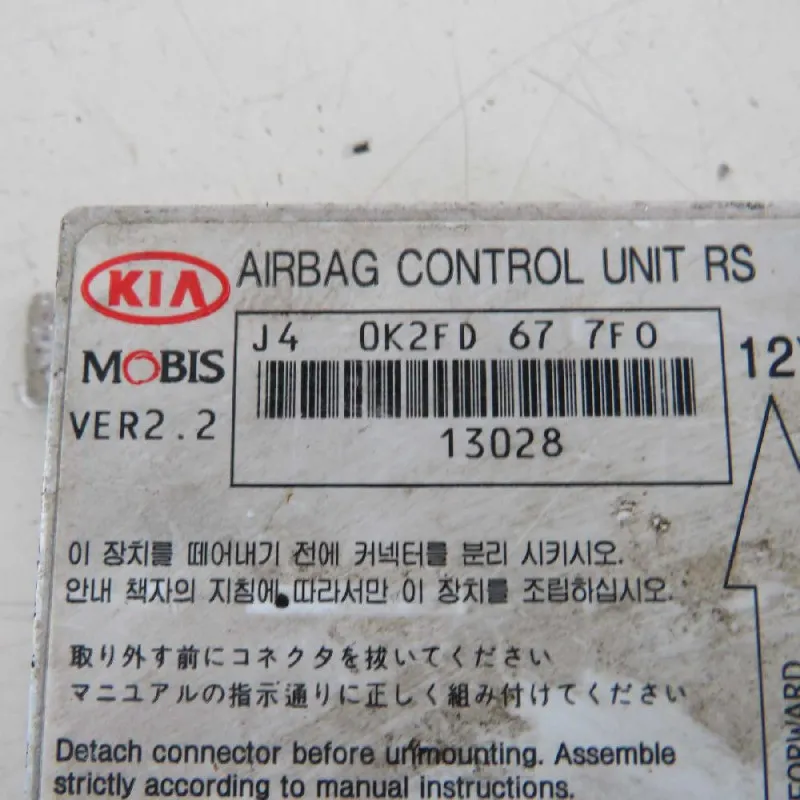 KIA AIRBAG CONTROL UNIT RS
MOBIS
VER2.2
J4 0K2FD 67 7F0
13028
12V
이 장치를 떼어내기 전에 커넥터를 분리 시키시오.
안내 책자의 지침에 따라서만 이 장치를 조립하십시오.
取り外す前にコネクタを抜いてください
マニュアルの指示通りに正しく組み付けてください
Detach connector before unmounting. Assemble
strictly according to manual instructions.
FORWARD